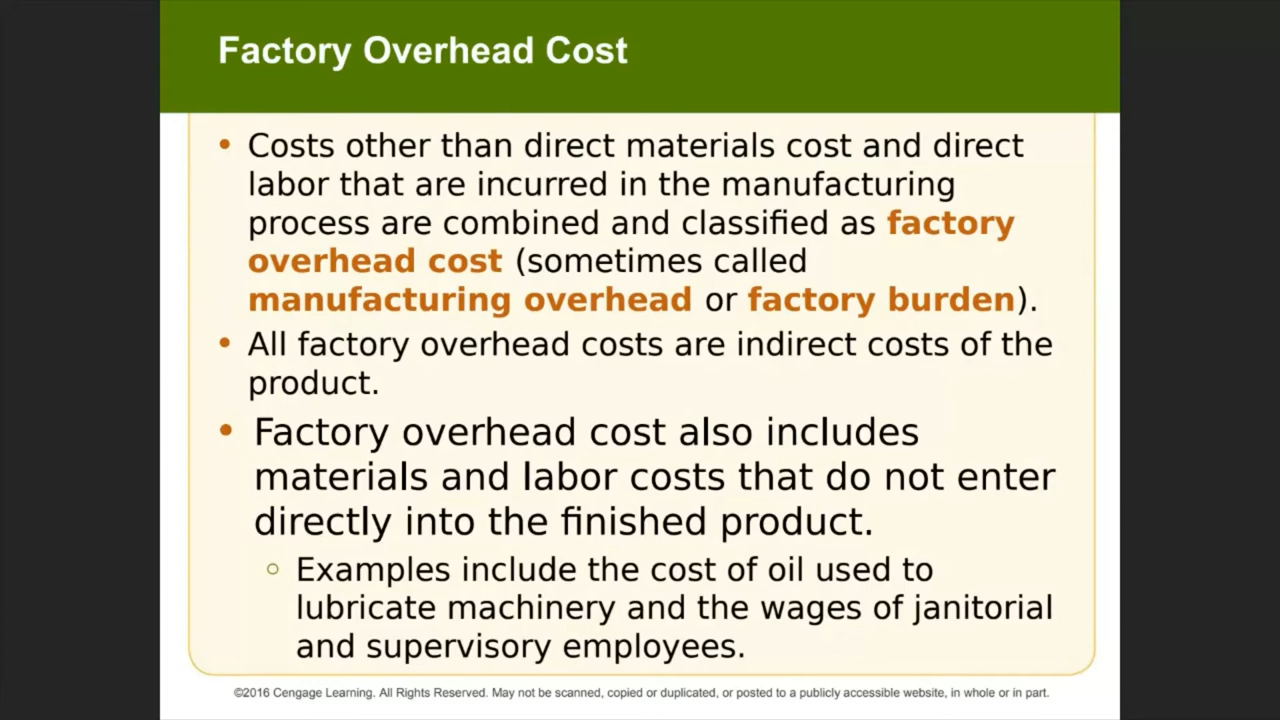 Factory Overhead Cost
• Costs other than direct materials cost and direct
labor that are incurred in the manufacturing
process are combined and classified as factory
overhead cost (sometimes called
manufacturing overhead or factory burden).
• All factory overhead costs are indirect costs of the
product.
• Factory overhead cost also includes
materials and labor costs that do not enter
directly into the finished product.
○ Examples include the cost of oil used to
lubricate machinery and the wages of janitorial
and supervisory employees.
©2016 Cengage Learning. All Rights Reserved. May not be scanned, copied or duplicated, or posted to a publicly accessible website, in whole or in part.